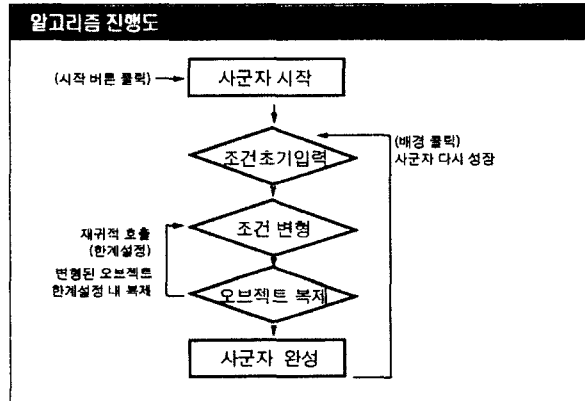 알고리즘 진행도
(시작 버튼 클릭)
사군자 시작
조건초기입력
(배경 클릭)
사군자 다시 성장
조건 변형
재귀적 호출
(한계설정)
변형된 오브젝트
한계설정 내 복제
오브젝트 복제
사군자 완성